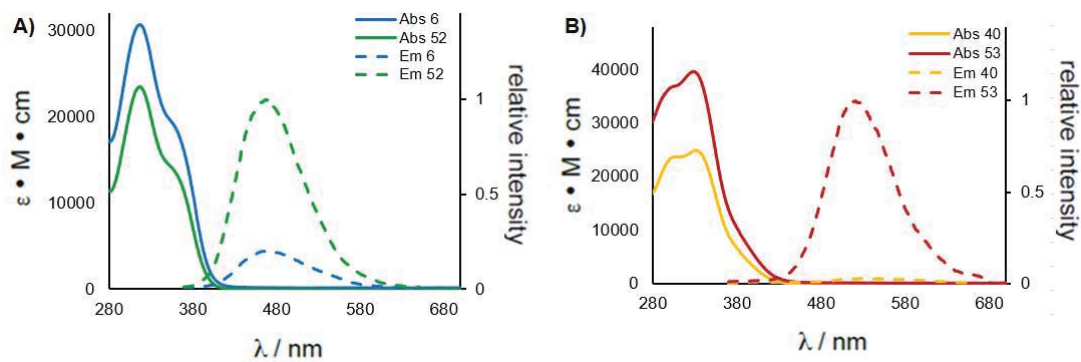 A)
Abs 6
Abs 52
Em 6
Em 52
30000
20000
10000
0
ε • M • cm
1
0.5
0
relative intensity
280 380 480 580 680
λ / nm
B)
Abs 40
Abs 53
Em 40
Em 53
40000
30000
20000
10000
0
ε • M • cm
1
0.5
0
relative intensity
280 380 480 580 680
λ / nm